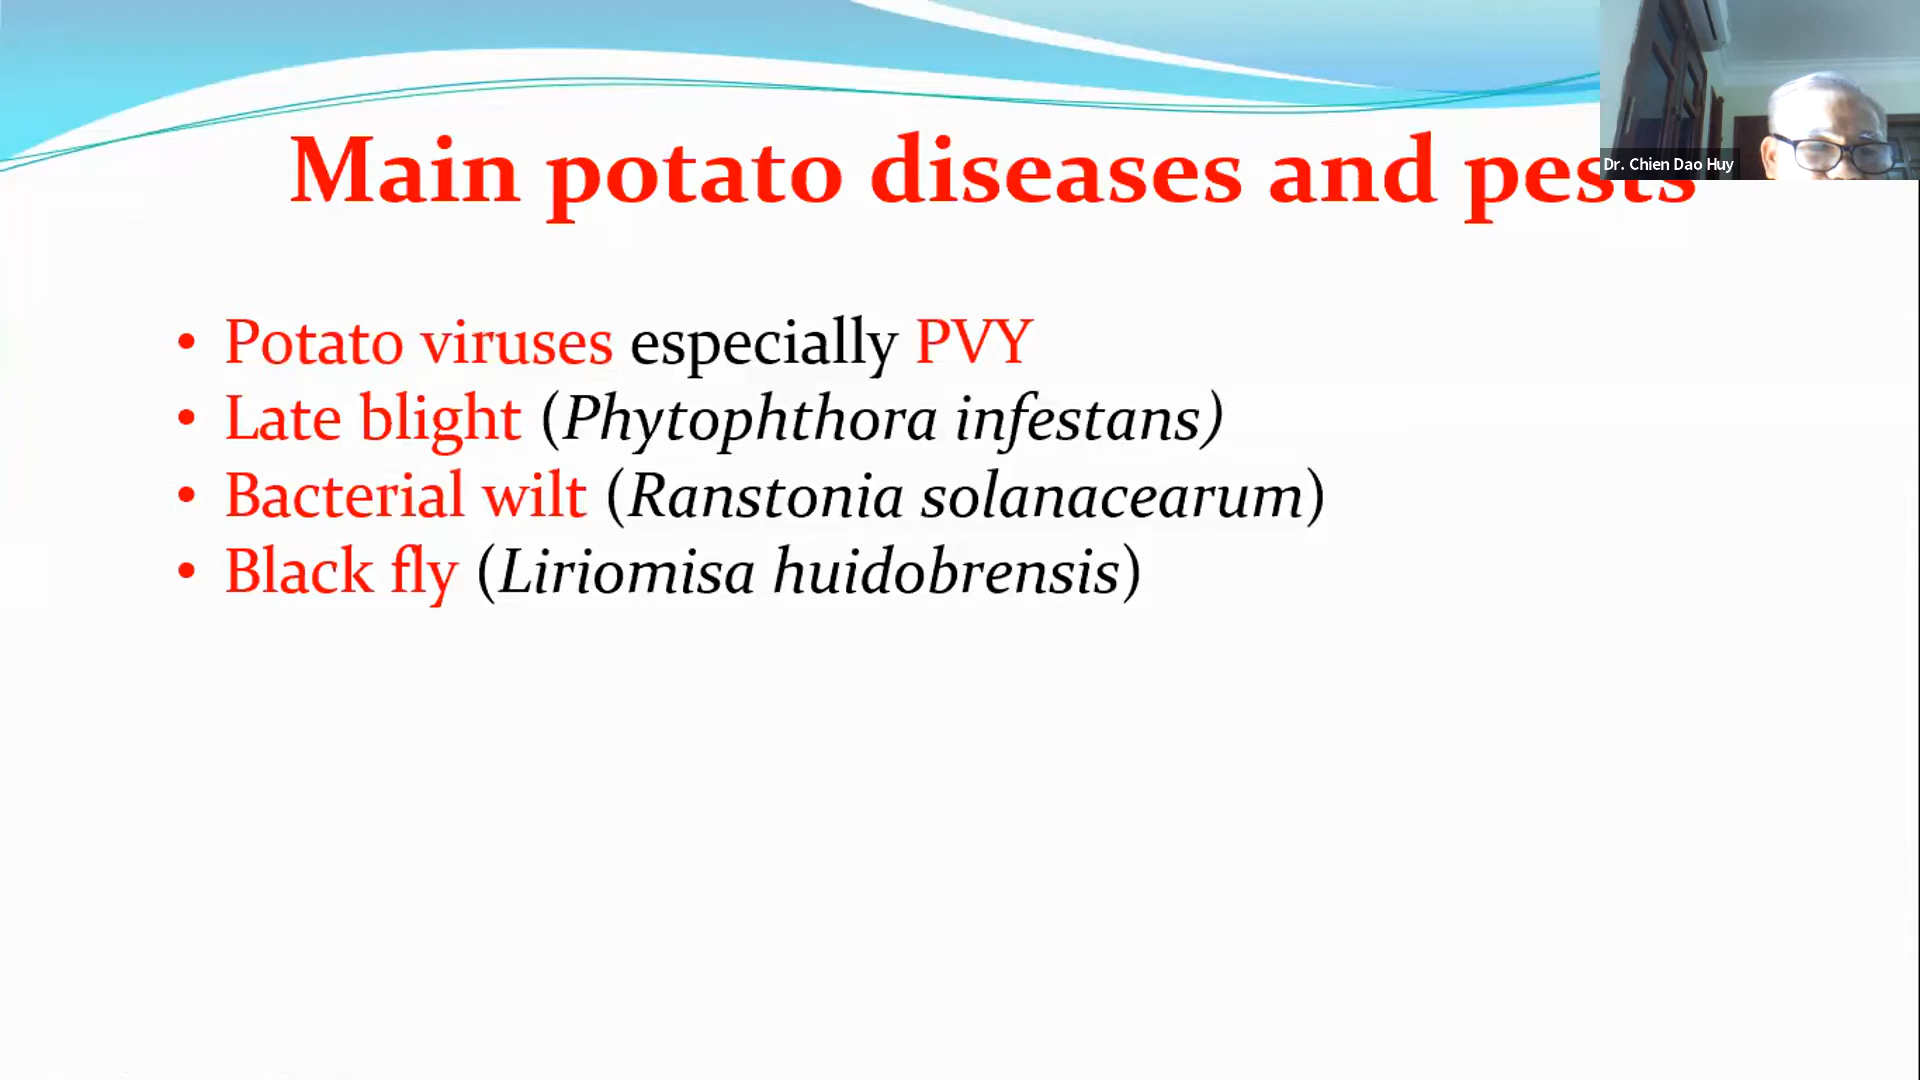 Main potato diseases and pests
Dr. Chien Dao Huy
• Potato viruses especially PVY
• Late blight (Phytophthora infestans)
• Bacterial wilt (Ranstonia solanacearum)
• Black fly (Liriomisa huidobrensis)